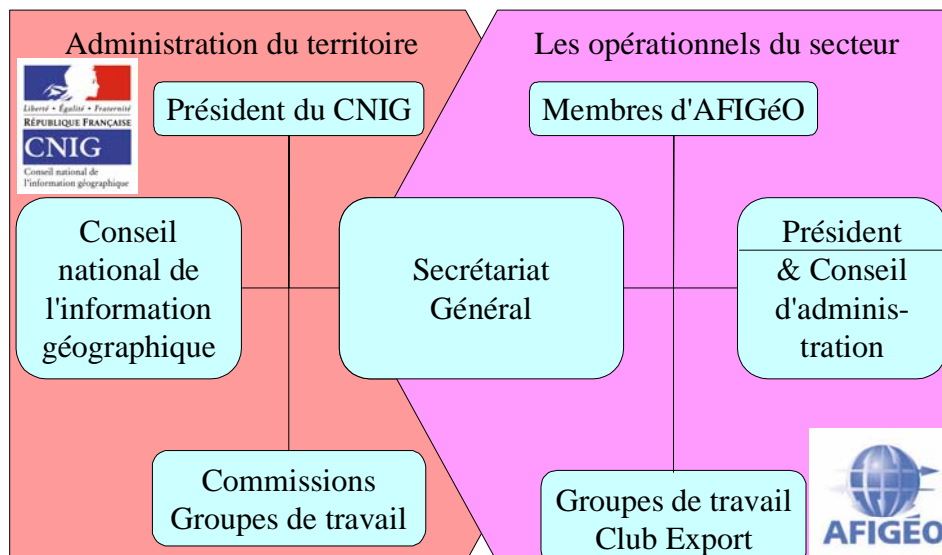 Administration du territoire
Les opérationnels du secteur
Liberté • Égalité • Fraternité
RÉPUBLIQUE FRANÇAISE
CNIG
Conseil national de
l'information géographique
Président du CNIG
Membres d'AFIGéO
Conseil
national de
l'information
géographique
Secrétariat
Général
Président
& Conseil
d'adminis-
tration
Commissions
Groupes de travail
Groupes de travail
Club Export
AFIGÉO